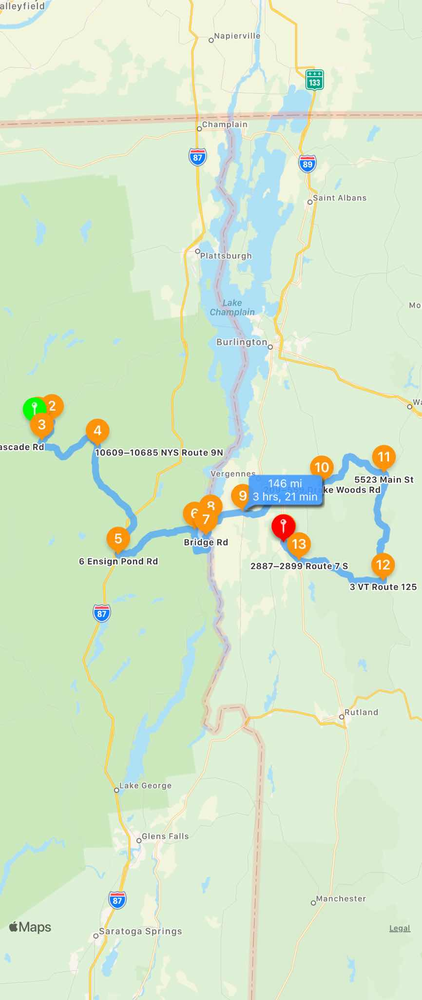 alleyfield
Napierville
133
Champlain
87
89
Saint Albans
Plattsburgh
Lake
Champlain
Mo
Burlington
Wa
2
3
4
ascade Rd
10609–10685 NYS Route 9N
11
10
Vergennes
5523 Main St
146 mi
3 hrs, 21 min
ke Woods Rd
9
8
6
7
5
Bridge Rd
13
6 Ensign Pond Rd
2887–2899 Route 7 S
12
3 VT Route 125
87
Rutland
Lake George
Glens Falls
87
Manchester
Maps
Saratoga Springs
Legal